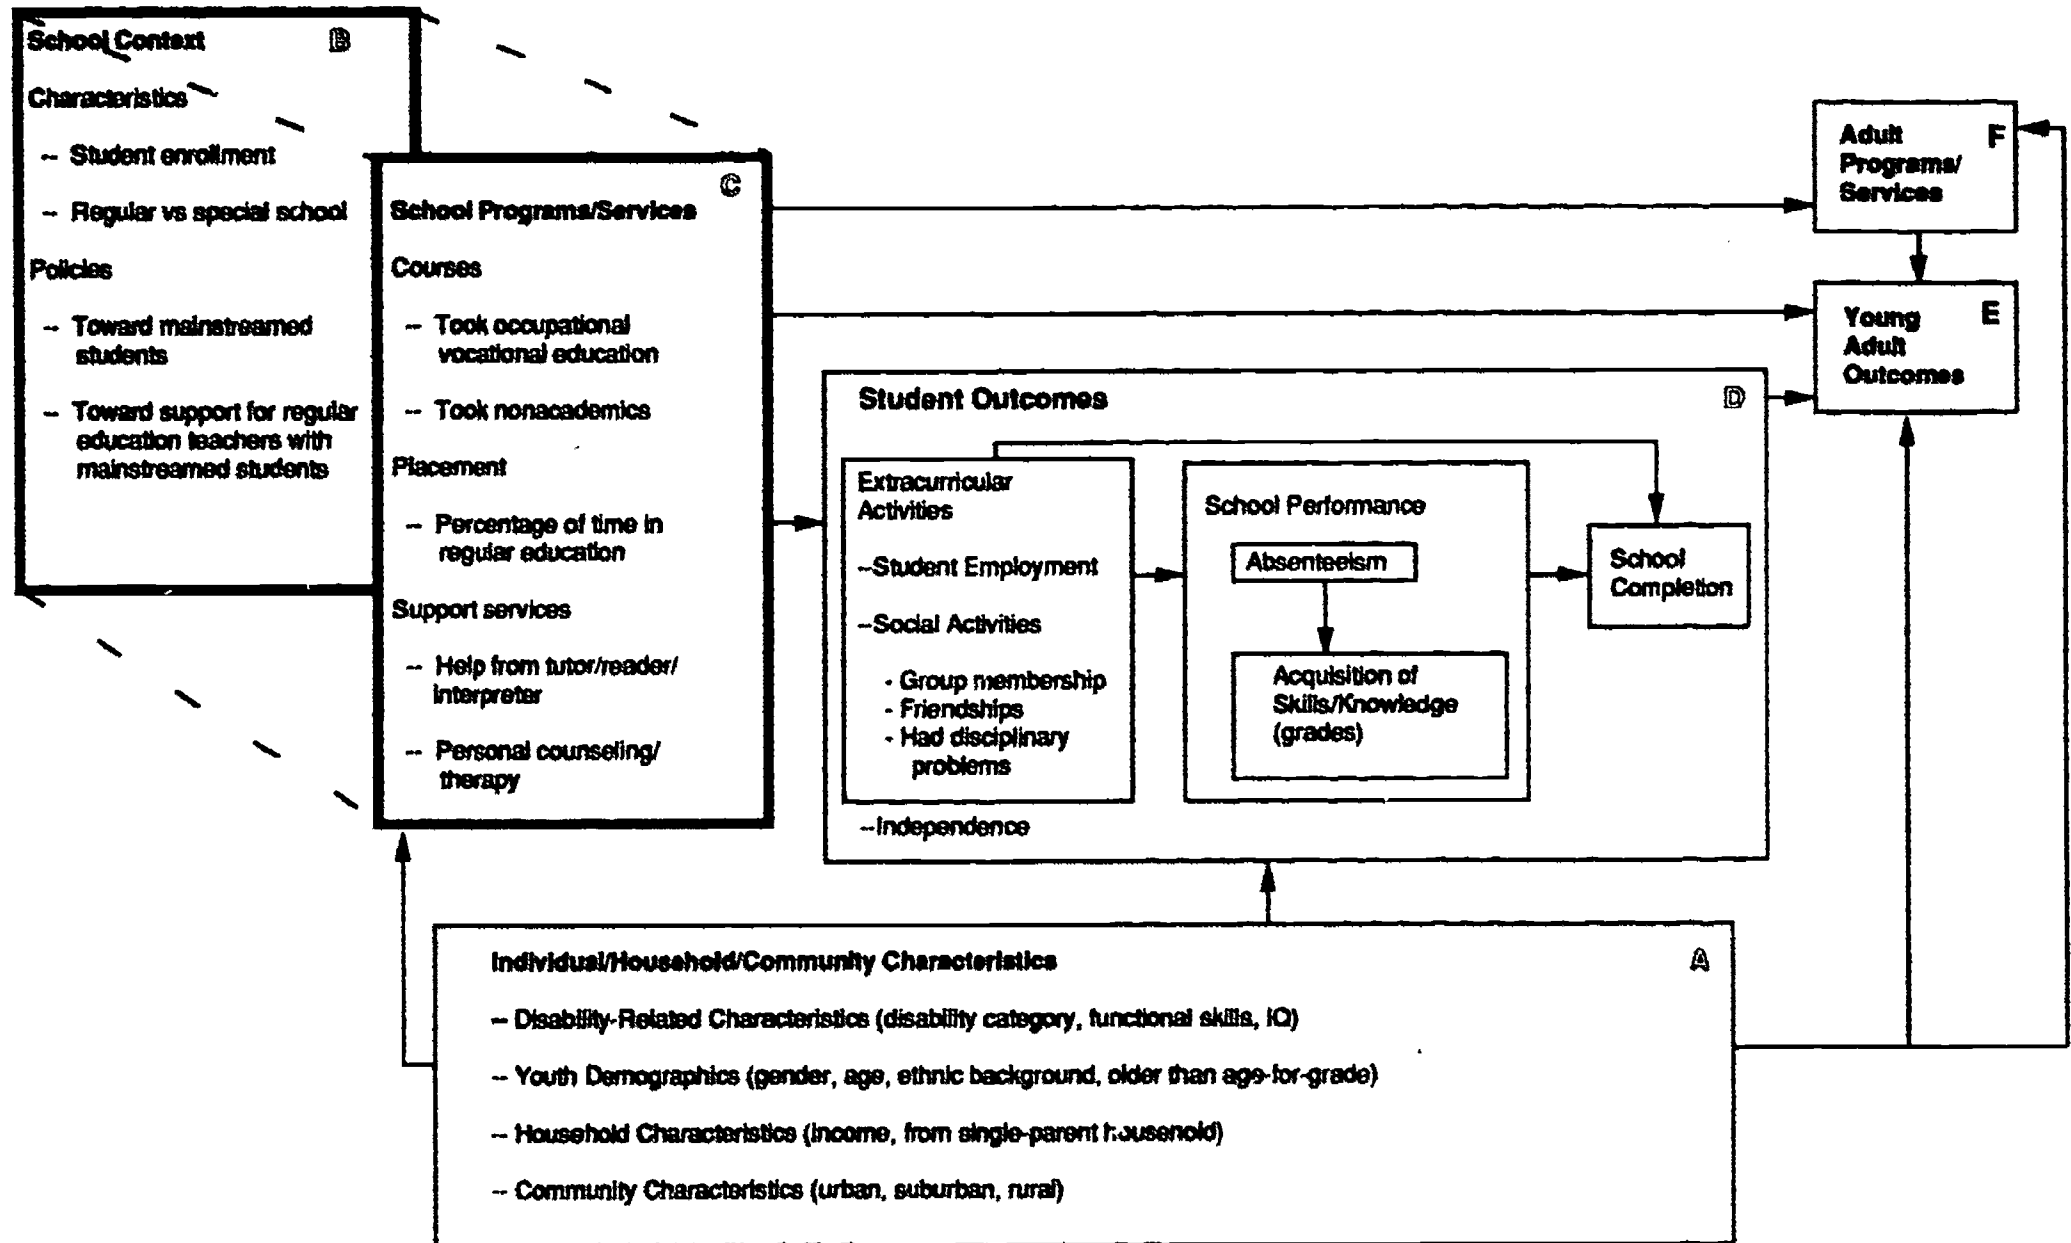 School Context B
Characteristics
-- Student enrollment
-- Regular vs special school
Policies
-- Toward mainstreamed
students
-- Toward support for regular
education teachers with
mainstreamed students
C
School Programs/Services
Courses
-- Took occupational
vocational education
-- Took nonacademics
Placement
-- Percentage of time in
regular education
Support services
-- Help from tutor/reader/
interpreter
-- Personal counseling/
therapy
Adult F
Programs/
Services
Young E
Adult
Outcomes
Student Outcomes D
Extracurricular
Activities
--Student Employment
--Social Activities
- Group membership
- Friendships
- Had disciplinary
problems
--Independence
School Performance
Absenteeism
Acquisition of
Skills/Knowledge
(grades)
School
Completion
Individual/Household/Community Characteristics A
-- Disability-Related Characteristics (disability category, functional skills, IQ)
-- Youth Demographics (gender, age, ethnic background, older than age-for-grade)
-- Household Characteristics (income, from single-parent household)
-- Community Characteristics (urban, suburban, rural)